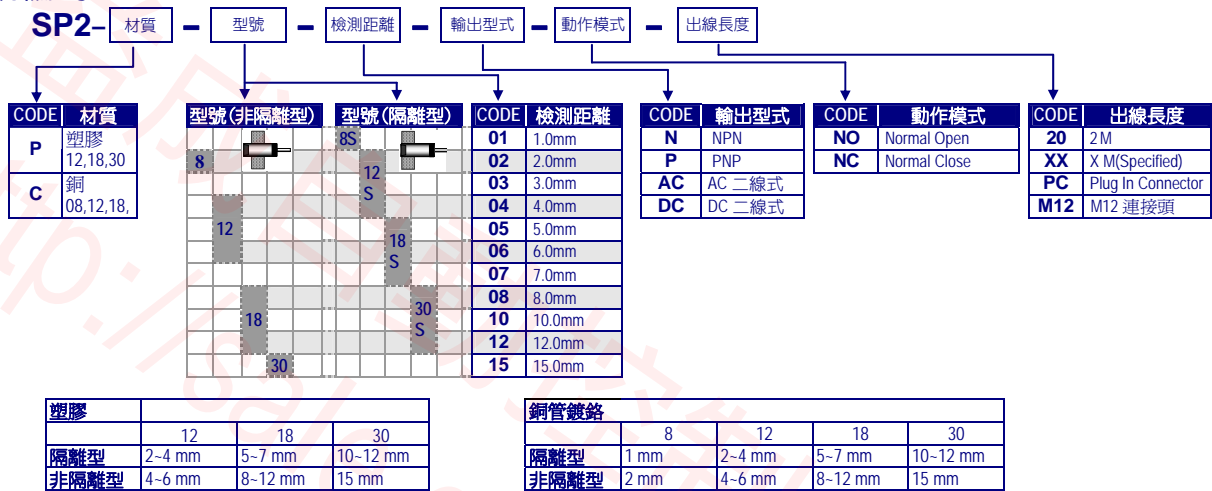 SP2– 材質 – 型號 – 檢測距離 – 輸出型式 – 動作模式 – 出線長度
CODE 材質
P 塑膠
12,18,30
C 銅
08,12,18,
型號(非隔離型) 型號(隔離型)
8
12
18
30
8S
12
S
18
S
30
S
CODE 檢測距離
01 1.0mm
02 2.0mm
03 3.0mm
04 4.0mm
05 5.0mm
06 6.0mm
07 7.0mm
08 8.0mm
10 10.0mm
12 12.0mm
15 15.0mm
CODE 輸出型式
N NPN
P PNP
AC AC 二線式
DC DC 二線式
CODE 動作模式
NO Normal Open
NC Normal Close
CODE 出線長度
20 2M
XX X M(Specified)
PC Plug In Connector
M12 M12 連接頭
塑膠
12 18 30
隔離型 2~4 mm 5~7 mm 10~12 mm
非隔離型 4~6 mm 8~12 mm 15 mm
銅管鍍鉻
8 12 18 30
隔離型 1 mm 2~4 mm 5~7 mm 10~12 mm
非隔離型 2 mm 4~6 mm 8~12 mm 15 mm